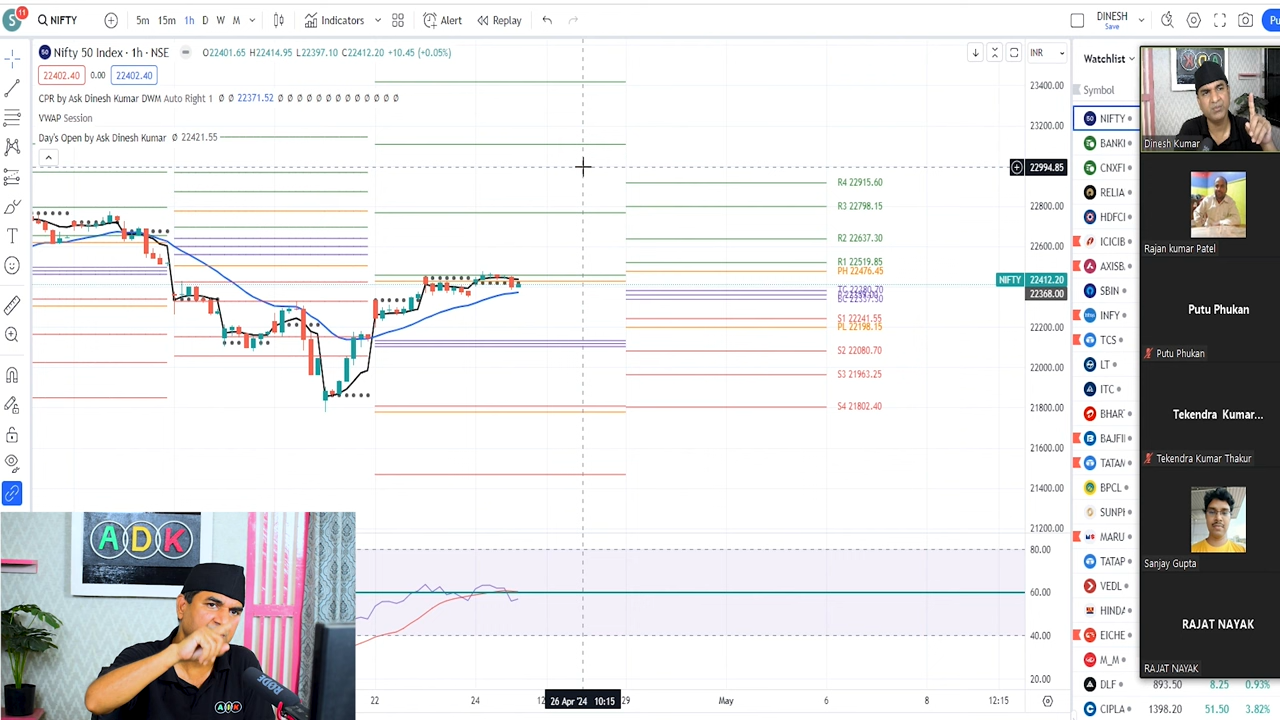 S 11 NIFTY 5m 15m 1h D W M Indicators Alert Replay DINESH Save Pu
Nifty 50 Index · 1h · NSE O22401.65 H22414.95 L22397.10 C22412.20 +10.45 (+0.05%)
INR
22402.40 0.00 22402.40
CPR by Ask Dinesh Kumar DWM Auto Right 1 Ø Ø 22371.52 Ø Ø Ø Ø Ø Ø Ø Ø Ø Ø Ø Ø
VWAP Session
Day's Open by Ask Dinesh Kumar Ø 22421.55
23400.00
23200.00
22994.85
22800.00
22600.00
NIFTY 22412.20
22368.00
22200.00
22000.00
21800.00
21600.00
21400.00
21200.00
80.00
60.00
40.00
20.00
R4 22915.60
R3 22798.15
R2 22637.30
R1 22519.85
PH 22476.45
S1 22241.55
PL 22198.15
S2 22080.70
S3 21963.25
S4 21802.40
22 24 26 Apr '24 10:15 29 May 6 8 12:15
Watchlist
Symbol
NIFTY
BANKI
CNXFI
RELIA
HDFCI
ICICIB
AXISB
SBIN
INFY
TCS
LT
ITC
BHAR
BAJFI
TATAM
BPCL
SUNPI
MARU
TATAP
VEDL
HINDA
EICHE
M_M
DLF 893.50 8.25 0.93%
CIPLA 1398.20 51.50 3.82%
Dinesh Kumar
Rajan kumar Patel
Putu Phukan
Putu Phukan
Tekendra Kumar...
Tekendra Kumar Thakur
Sanjay Gupta
RAJAT NAYAK
RAJAT NAYAK
ADK
RØDE
ADK